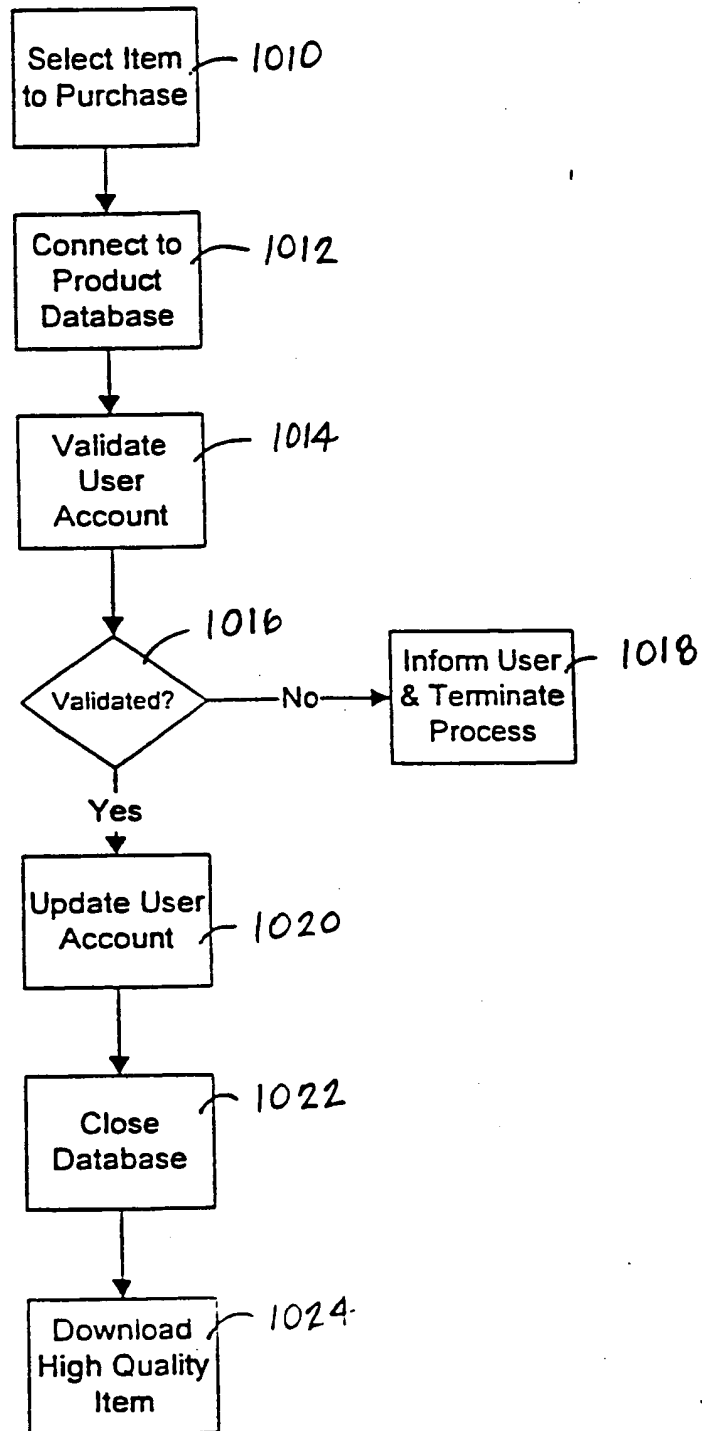 Select Item
to Purchase
1010
Connect to
Product
Database
1012
Validate
User
Account
1014
Validated?
1016
No
Inform User
& Terminate
Process
1018
Yes
Update User
Account
1020
Close
Database
1022
Download
High Quality
Item
1024